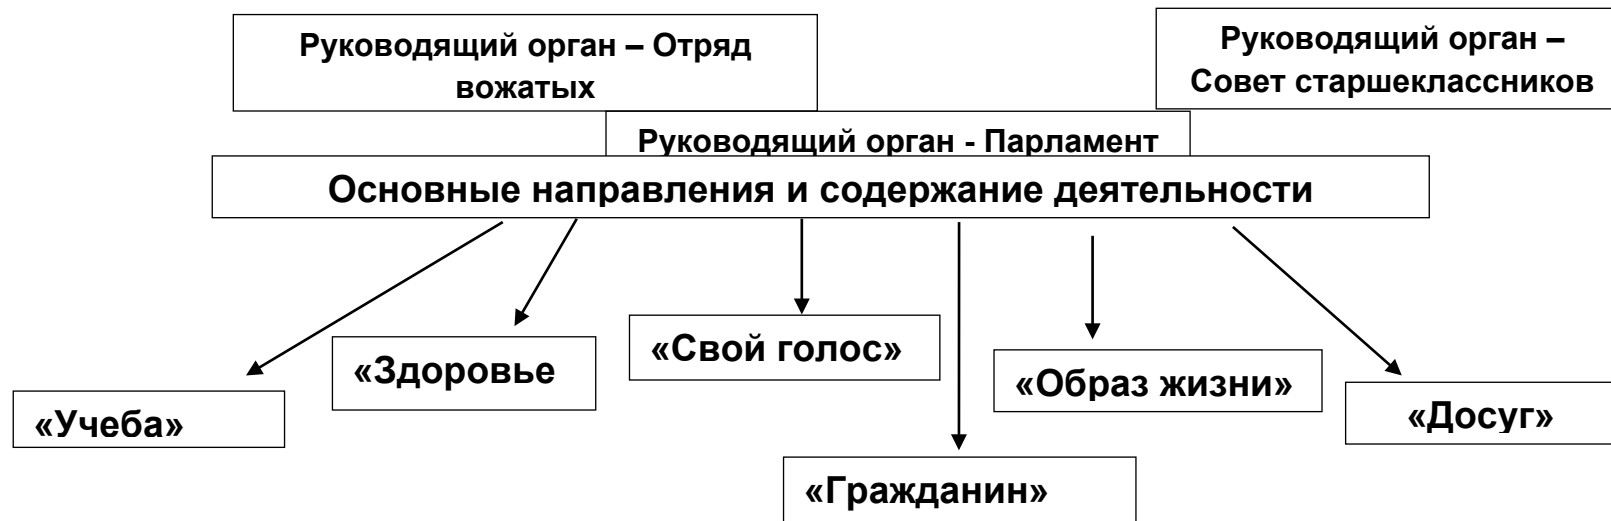 Руководящий орган – Отряд
вожатых
Руководящий орган –
Совет старшеклассников
Руководящий орган - Парламент
Основные направления и содержание деятельности
«Учеба»
«Здоровье
«Свой голос»
«Гражданин»
«Образ жизни»
«Досуг»